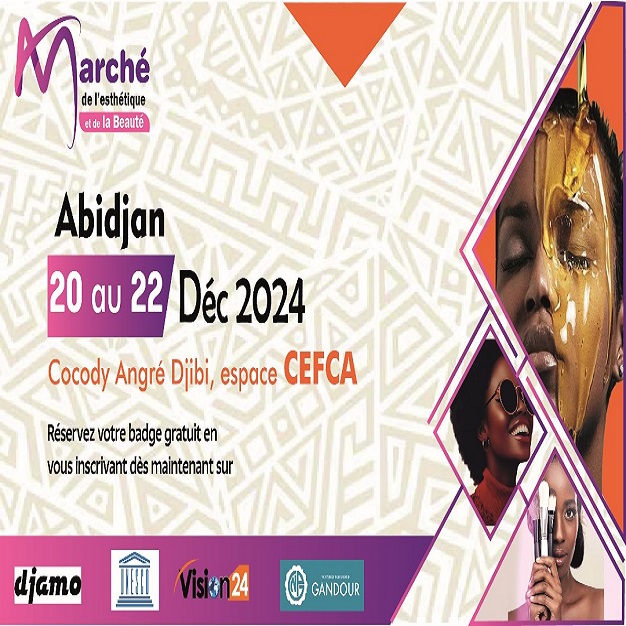 Marché
de l'esthétique
et de la Beauté
Abidjan
20 au 22 Déc 2024
Cocody Angré Djibi, espace CEFCA
Réservez votre badge gratuit en
vous inscrivant dès maintenant sur
djamo
UNESCO
Vision24
GANDOUR